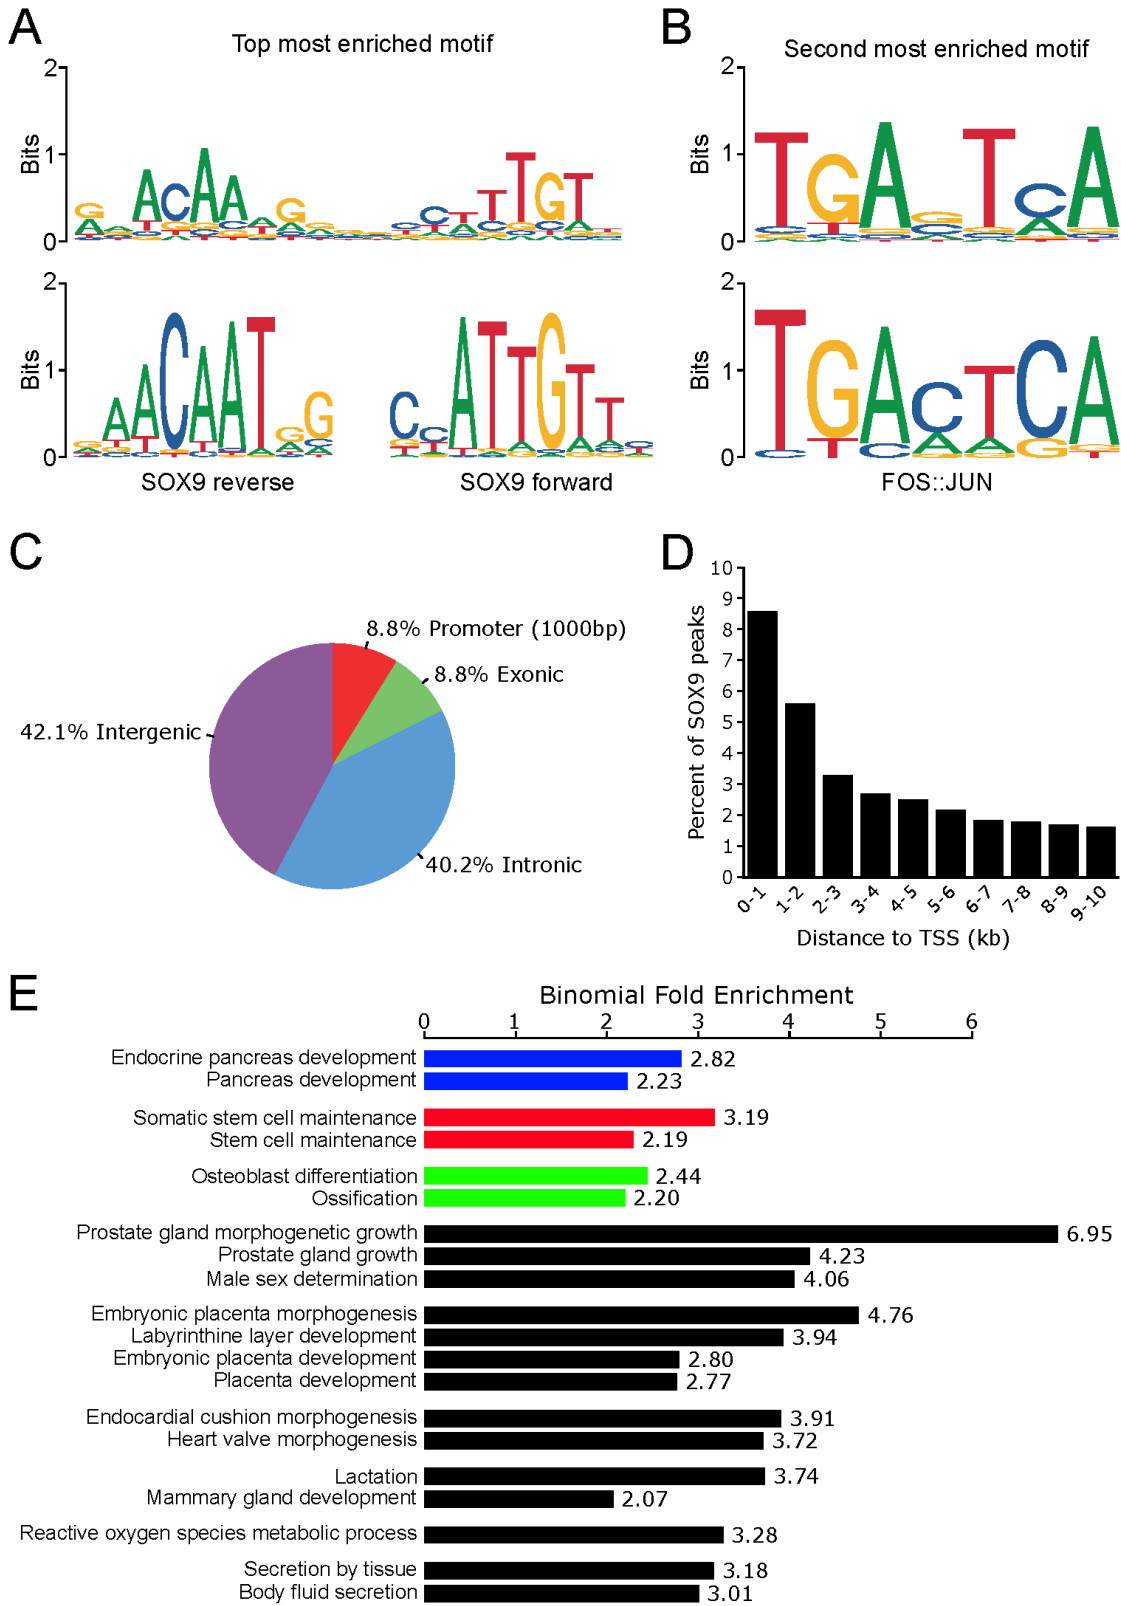 A
Top most enriched motif
2
Bits
1
0
2
Bits
1
0
SOX9 reverse
SOX9 forward
B
Second most enriched motif
2
Bits
1
0
TGAGTCA
2
Bits
1
0
TGACTCA
FOS::JUN
C
8.8% Promoter (1000bp)
8.8% Exonic
42.1% Intergenic
40.2% Intronic
D
Percent of SOX9 peaks
10
9
8
7
6
5
4
3
2
1
0
0-1
1-2
2-3
3-4
4-5
5-6
6-7
7-8
8-9
9-10
Distance to TSS (kb)
E
Binomial Fold Enrichment
0 1 2 3 4 5 6
Endocrine pancreas development 2.82
Pancreas development 2.23
Somatic stem cell maintenance 3.19
Stem cell maintenance 2.19
Osteoblast differentiation 2.44
Ossification 2.20
Prostate gland morphogenetic growth 6.95
Prostate gland growth 4.23
Male sex determination 4.06
Embryonic placenta morphogenesis 4.76
Labyrinthine layer development 3.94
Embryonic placenta development 2.80
Placenta development 2.77
Endocardial cushion morphogenesis 3.91
Heart valve morphogenesis 3.72
Lactation 3.74
Mammary gland development 2.07
Reactive oxygen species metabolic process 3.28
Secretion by tissue 3.18
Body fluid secretion 3.01